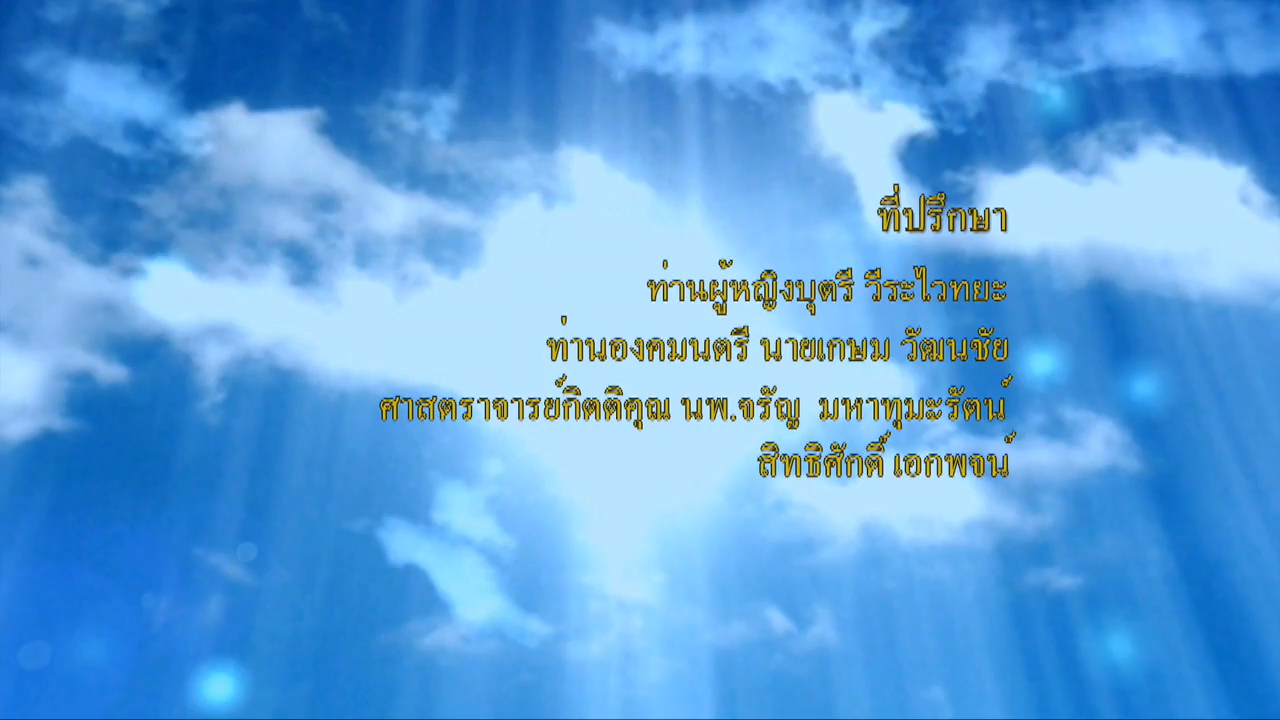 ที่ปรึกษา
ท่านผู้หญิงบุตรี วีระไวทยะ
ท่านองคมนตรี นายเกษม วัฒนชัย
ศาสตราจารย์กิตติคุณ นพ.จรัญ มหาทุมะรัตน์
สิทธิศักดิ์ เอกพจน์